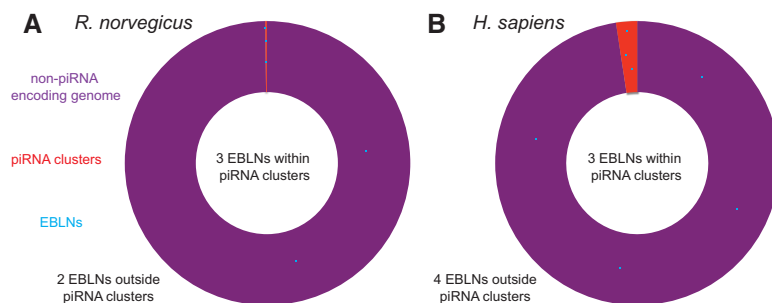 A
R. norvegicus
non-piRNA
encoding genome
piRNA clusters
EBLNs
3 EBLNs within
piRNA clusters
2 EBLNs outside
piRNA clusters
B
H. sapiens
3 EBLNs within
piRNA clusters
4 EBLNs outside
piRNA clusters